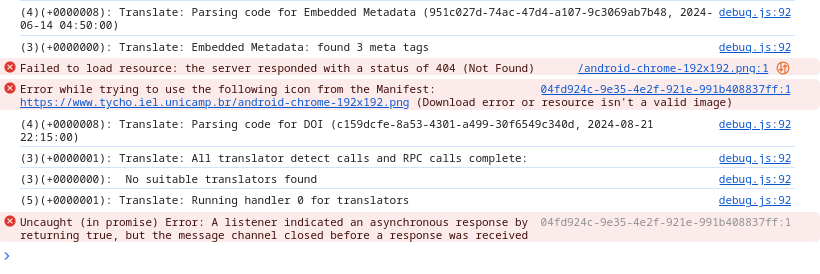 (4)(+0000008): Translate: Parsing code for Embedded Metadata (951c027d-74ac-47d4-a107-9c3069ab7b48, 2024- debug.js:92
06-14 04:50:00)
(3)(+0000000): Translate: Embedded Metadata: found 3 meta tags debug.js:92
Failed to load resource: the server responded with a status of 404 (Not Found) /android-chrome-192x192.png:1
Error while trying to use the following icon from the Manifest: 04fd924c-9e35-4e2f-921e-991b408837ff:1
https://www.tycho.iel.unicamp.br/android-chrome-192x192.png (Download error or resource isn't a valid image)
(4)(+0000008): Translate: Parsing code for DOI (c159dcfe-8a53-4301-a499-30f6549c340d, 2024-08-21 debug.js:92
22:15:00)
(3)(+0000001): Translate: All translator detect calls and RPC calls complete: debug.js:92
(3)(+0000000):  No suitable translators found debug.js:92
(5)(+0000001): Translate: Running handler 0 for translators debug.js:92
Uncaught (in promise) Error: A listener indicated an asynchronous response by 04fd924c-9e35-4e2f-921e-991b408837ff:1
returning true, but the message channel closed before a response was received